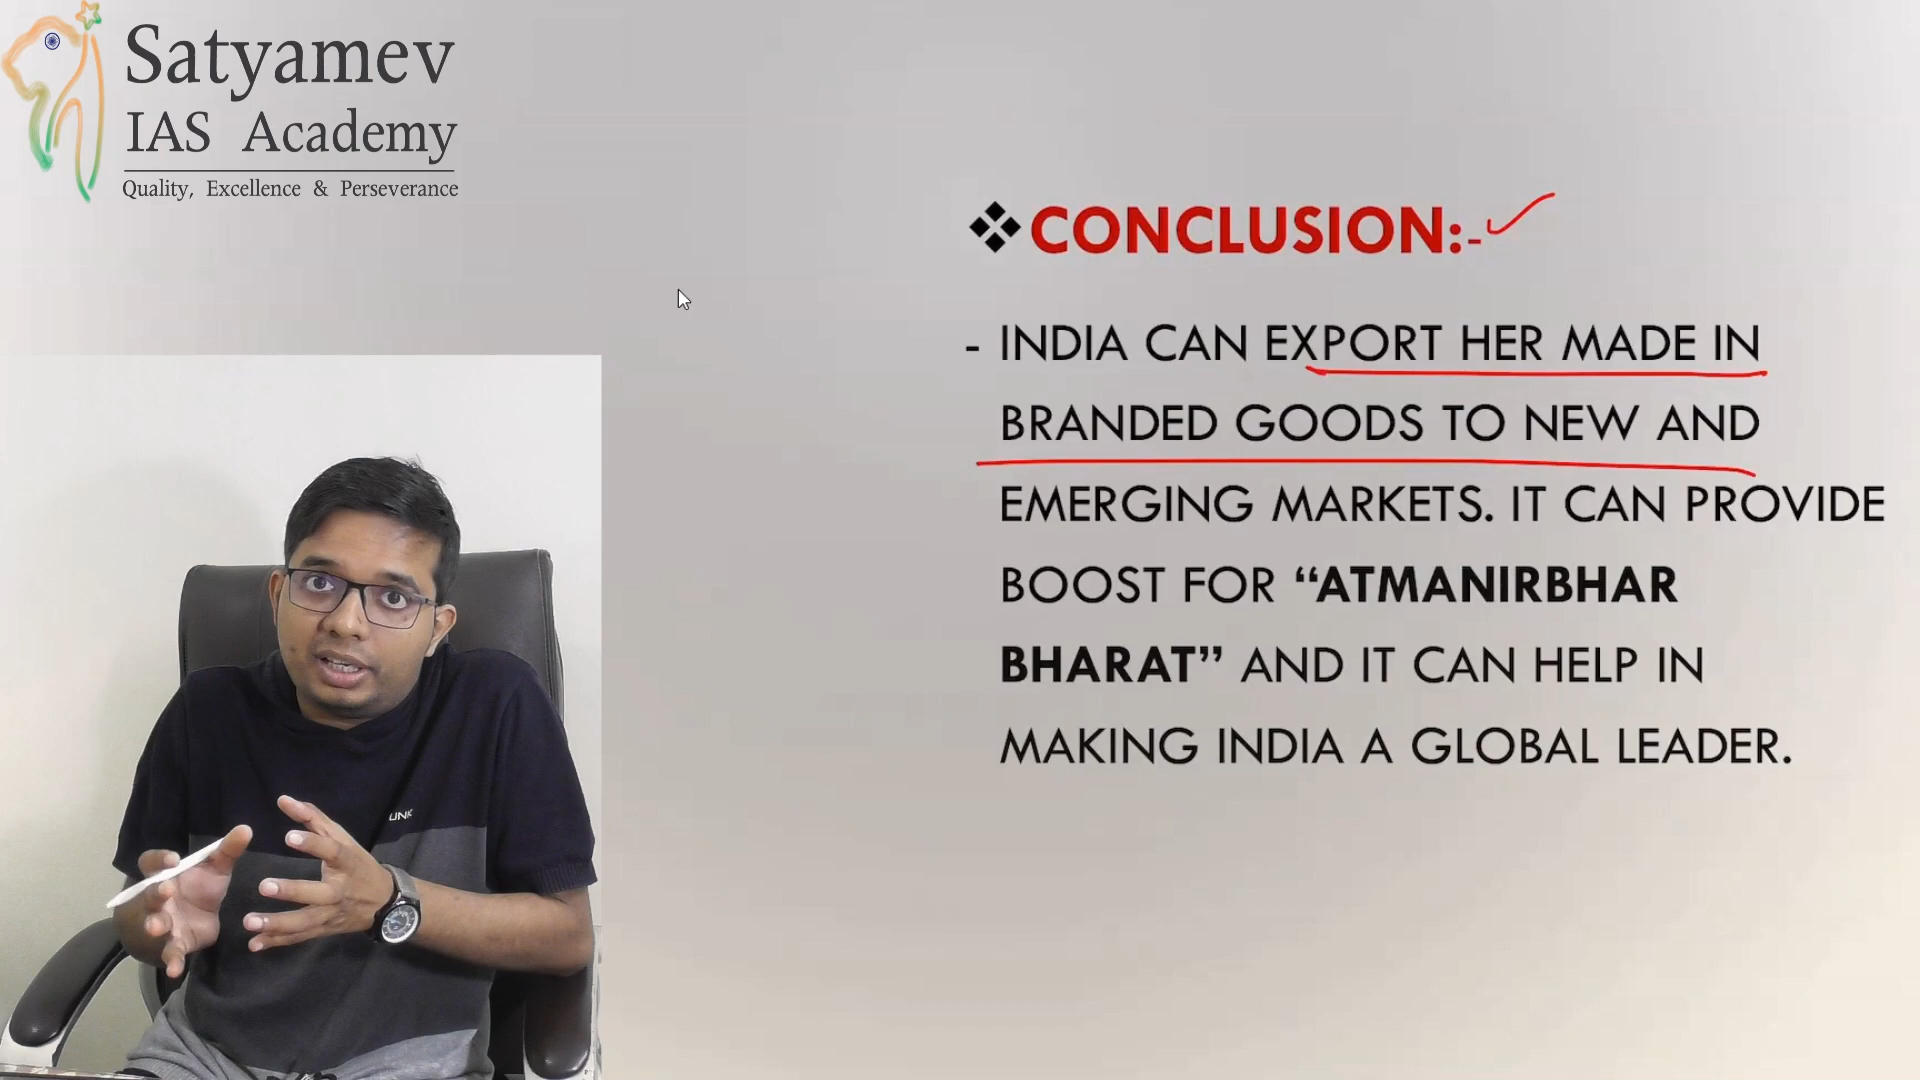 Satyamev
IAS Academy
Quality, Excellence & Perseverance
❖CONCLUSION:-
- INDIA CAN EXPORT HER MADE IN
BRANDED GOODS TO NEW AND
EMERGING MARKETS. IT CAN PROVIDE
BOOST FOR “ATMANIRBHAR
BHARAT” AND IT CAN HELP IN
MAKING INDIA A GLOBAL LEADER.